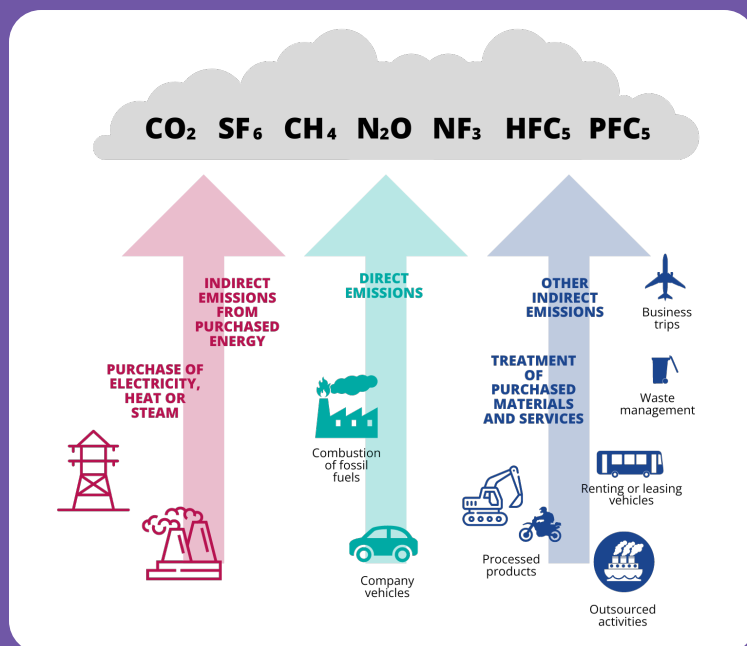 CO₂ SF₆ CH₄ N₂O NF₃ HFC₅ PFC₅
INDIRECT
EMISSIONS
FROM
PURCHASED
ENERGY
PURCHASE OF
ELECTRICITY,
HEAT OR
STEAM
DIRECT
EMISSIONS
Combustion
of fossil
fuels
Company
vehicles
OTHER
INDIRECT
EMISSIONS
TREATMENT
OF
PURCHASED
MATERIALS
AND SERVICES
Processed
products
Business
trips
Waste
management
Renting or leasing
vehicles
Outsourced
activities